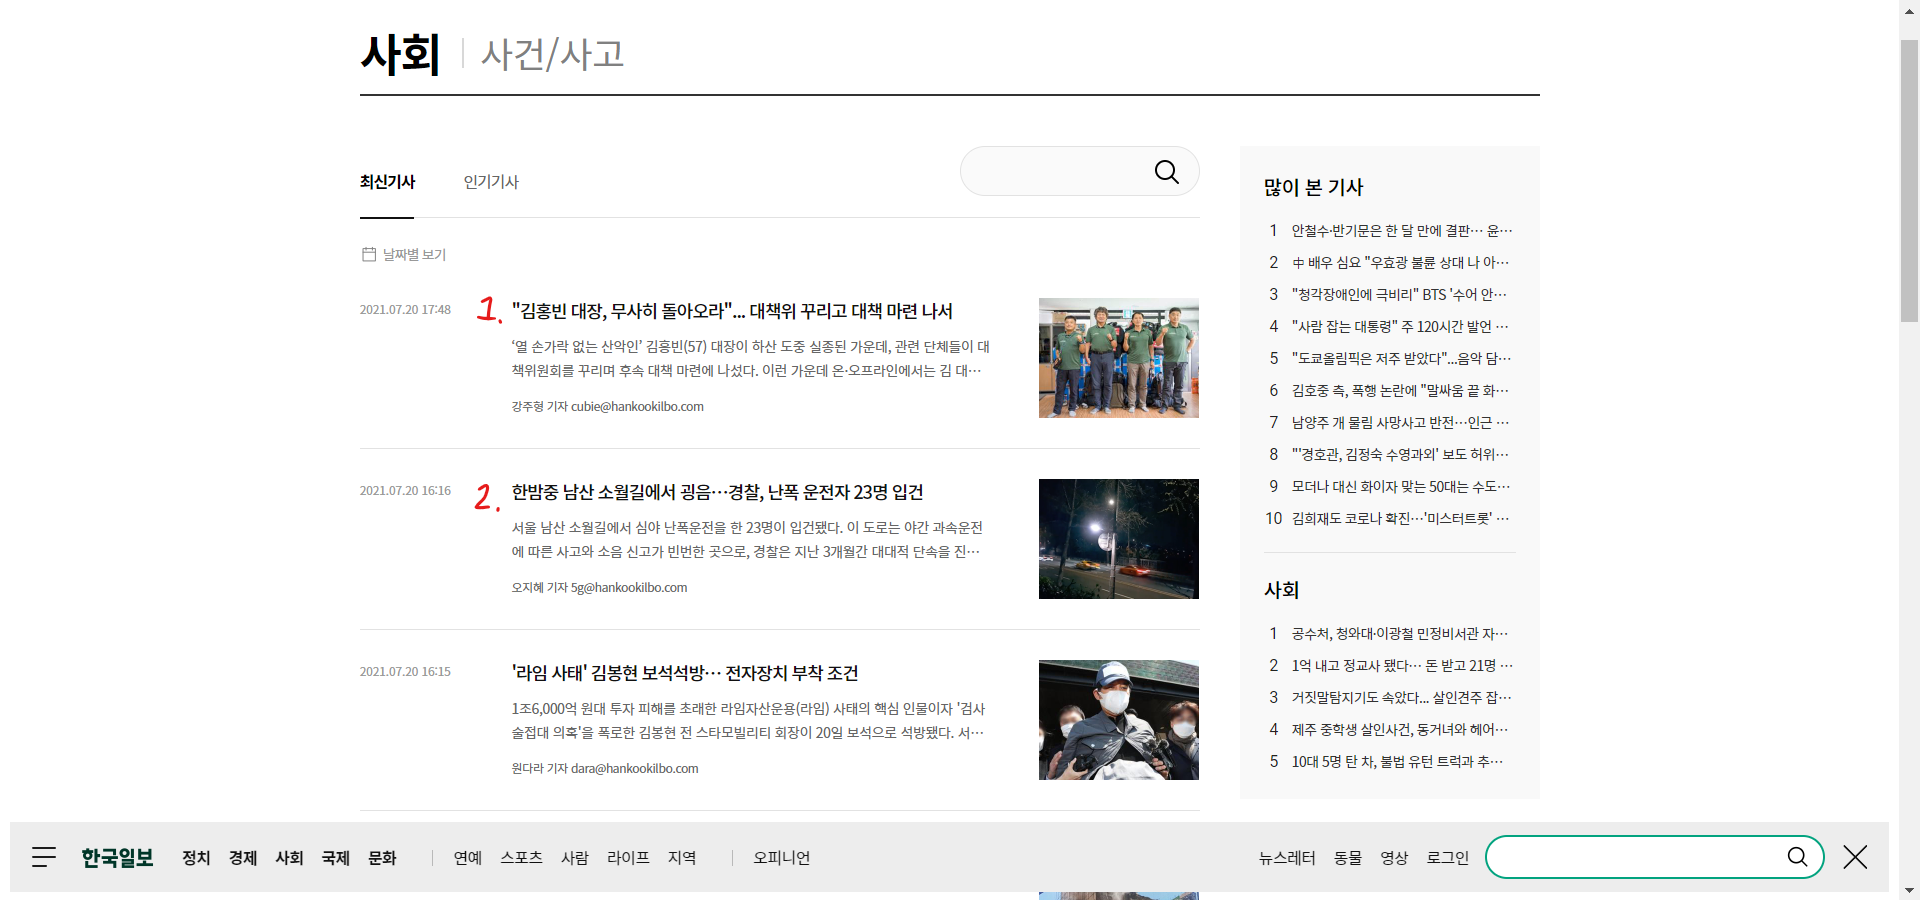 사회 사건/사고
최신기사 인기기사
날짜별 보기
2021.07.20 17:48
1.
"김홍빈 대장, 무사히 돌아오라"... 대책위 꾸리고 대책 마련 나서
‘열 손가락 없는 산악인’ 김홍빈(57) 대장이 하산 도중 실종된 가운데, 관련 단체들이 대
책위원회를 꾸리며 후속 대책 마련에 나섰다. 이런 가운데 온·오프라인에서는 김 대…
강주형 기자 cubie@hankookilbo.com
2021.07.20 16:16
2.
한밤중 남산 소월길에서 굉음…경찰, 난폭 운전자 23명 입건
서울 남산 소월길에서 심야 난폭운전을 한 23명이 입건됐다. 이 도로는 야간 과속운전
에 따른 사고와 소음 신고가 빈번한 곳으로, 경찰은 지난 3개월간 대대적 단속을 진…
오지혜 기자 5g@hankookilbo.com
2021.07.20 16:15
'라임 사태' 김봉현 보석석방… 전자장치 부착 조건
1조6,000억 원대 투자 피해를 초래한 라임자산운용(라임) 사태의 핵심 인물이자 '검사
술접대 의혹'을 폭로한 김봉현 전 스타모빌리티 회장이 20일 보석으로 석방됐다. 서…
원다라 기자 dara@hankookilbo.com
많이 본 기사
1 안철수·반기문은 한 달 만에 결판… 윤…
2 中 배우 심요 "우효광 불륜 상대 나 아…
3 "청각장애인에 극비리" BTS '수어 안…
4 "사람 잡는 대통령" 주 120시간 발언 …
5 "도쿄올림픽은 저주 받았다"...음악 담…
6 김호중 측, 폭행 논란에 "말싸움 끝 화…
7 남양주 개 물림 사망사고 반전…인근 …
8 "'경호관, 김정숙 수영과외' 보도 허위…
9 모더나 대신 화이자 맞는 50대는 수도…
10 김희재도 코로나 확진…'미스터트롯' …
사회
1 공수처, 청와대·이광철 민정비서관 자…
2 1억 내고 정교사 됐다… 돈 받고 21명 …
3 거짓말탐지기도 속았다... 살인견주 잡…
4 제주 중학생 살인사건, 동거녀와 헤어…
5 10대 5명 탄 차, 불법 유턴 트럭과 추…
한국일보 정치 경제 사회 국제 문화 연예 스포츠 사람 라이프 지역 오피니언 뉴스레터 동물 영상 로그인